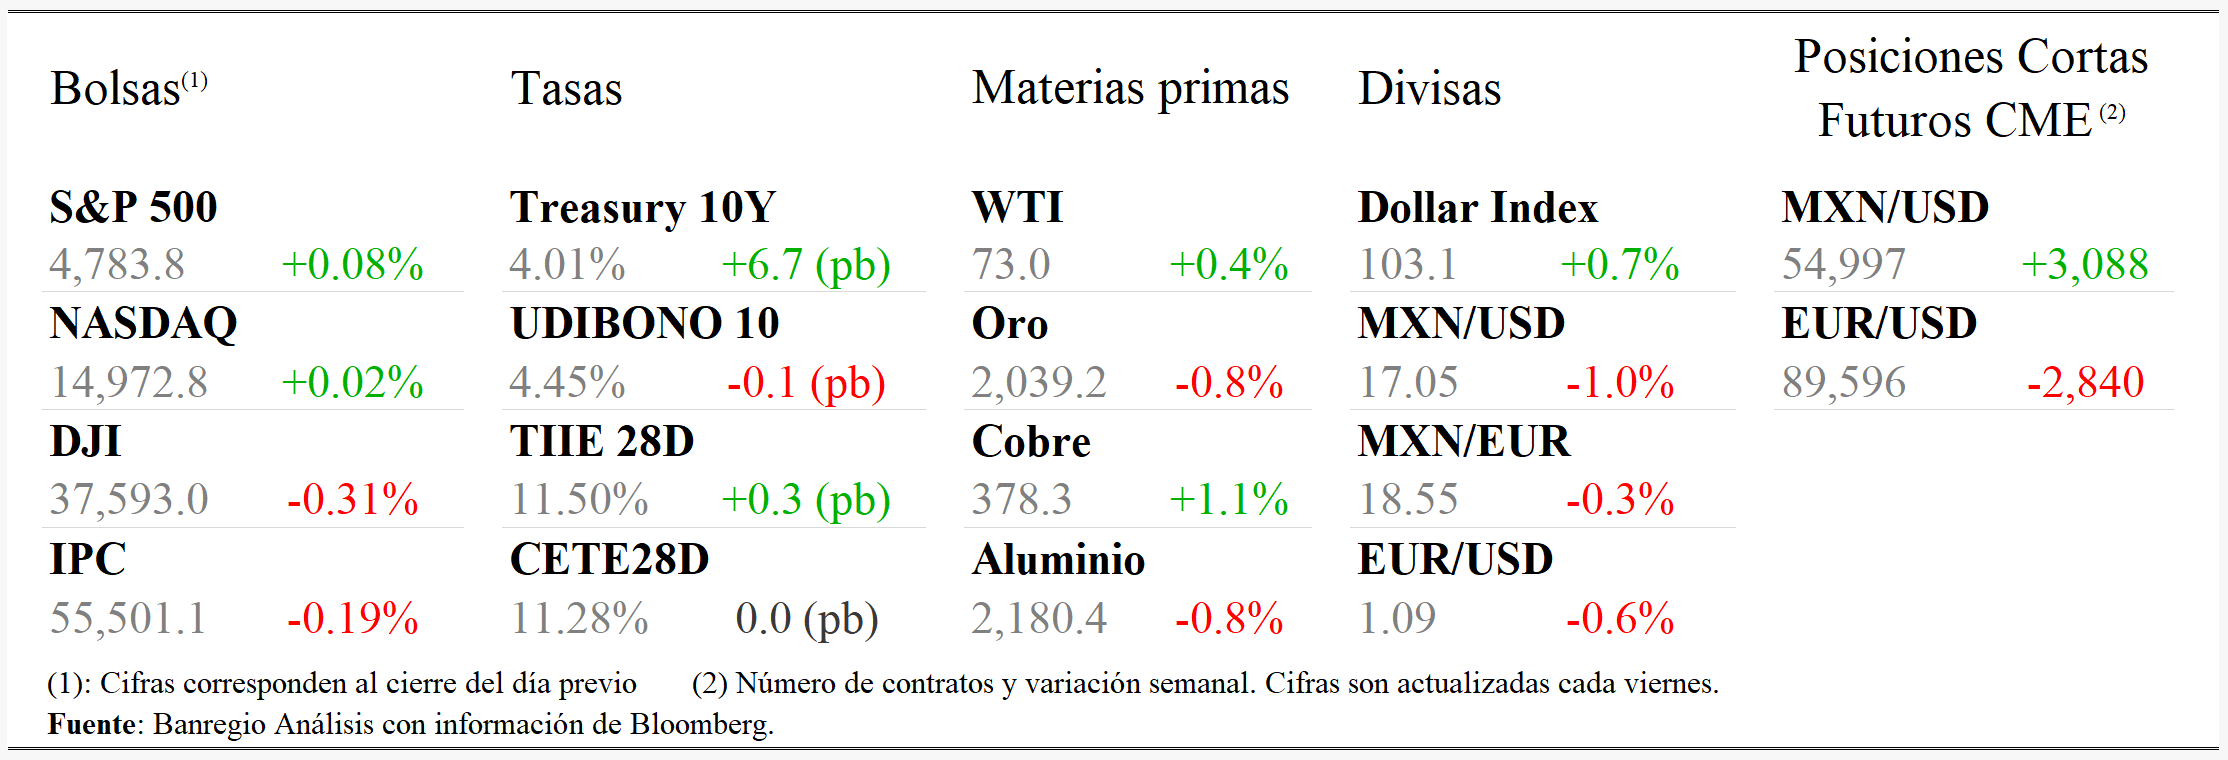 Bolsas(1) Tasas Materias primas Divisas Posiciones Cortas
Futuros CME (2)
S&P 500 Treasury 10Y WTI Dollar Index MXN/USD
4,783.8 +0.08% 4.01% +6.7 (pb) 73.0 +0.4% 103.1 +0.7% 54,997 +3,088
NASDAQ UDIBONO 10 Oro MXN/USD EUR/USD
14,972.8 +0.02% 4.45% -0.1 (pb) 2,039.2 -0.8% 17.05 -1.0% 89,596 -2,840
DJI TIIE 28D Cobre MXN/EUR
37,593.0 -0.31% 11.50% +0.3 (pb) 378.3 +1.1% 18.55 -0.3%
IPC CETE28D Aluminio EUR/USD
55,501.1 -0.19% 11.28% 0.0 (pb) 2,180.4 -0.8% 1.09 -0.6%
(1): Cifras corresponden al cierre del día previo (2) Número de contratos y variación semanal. Cifras son actualizadas cada viernes.
Fuente: Banregio Análisis con información de Bloomberg.